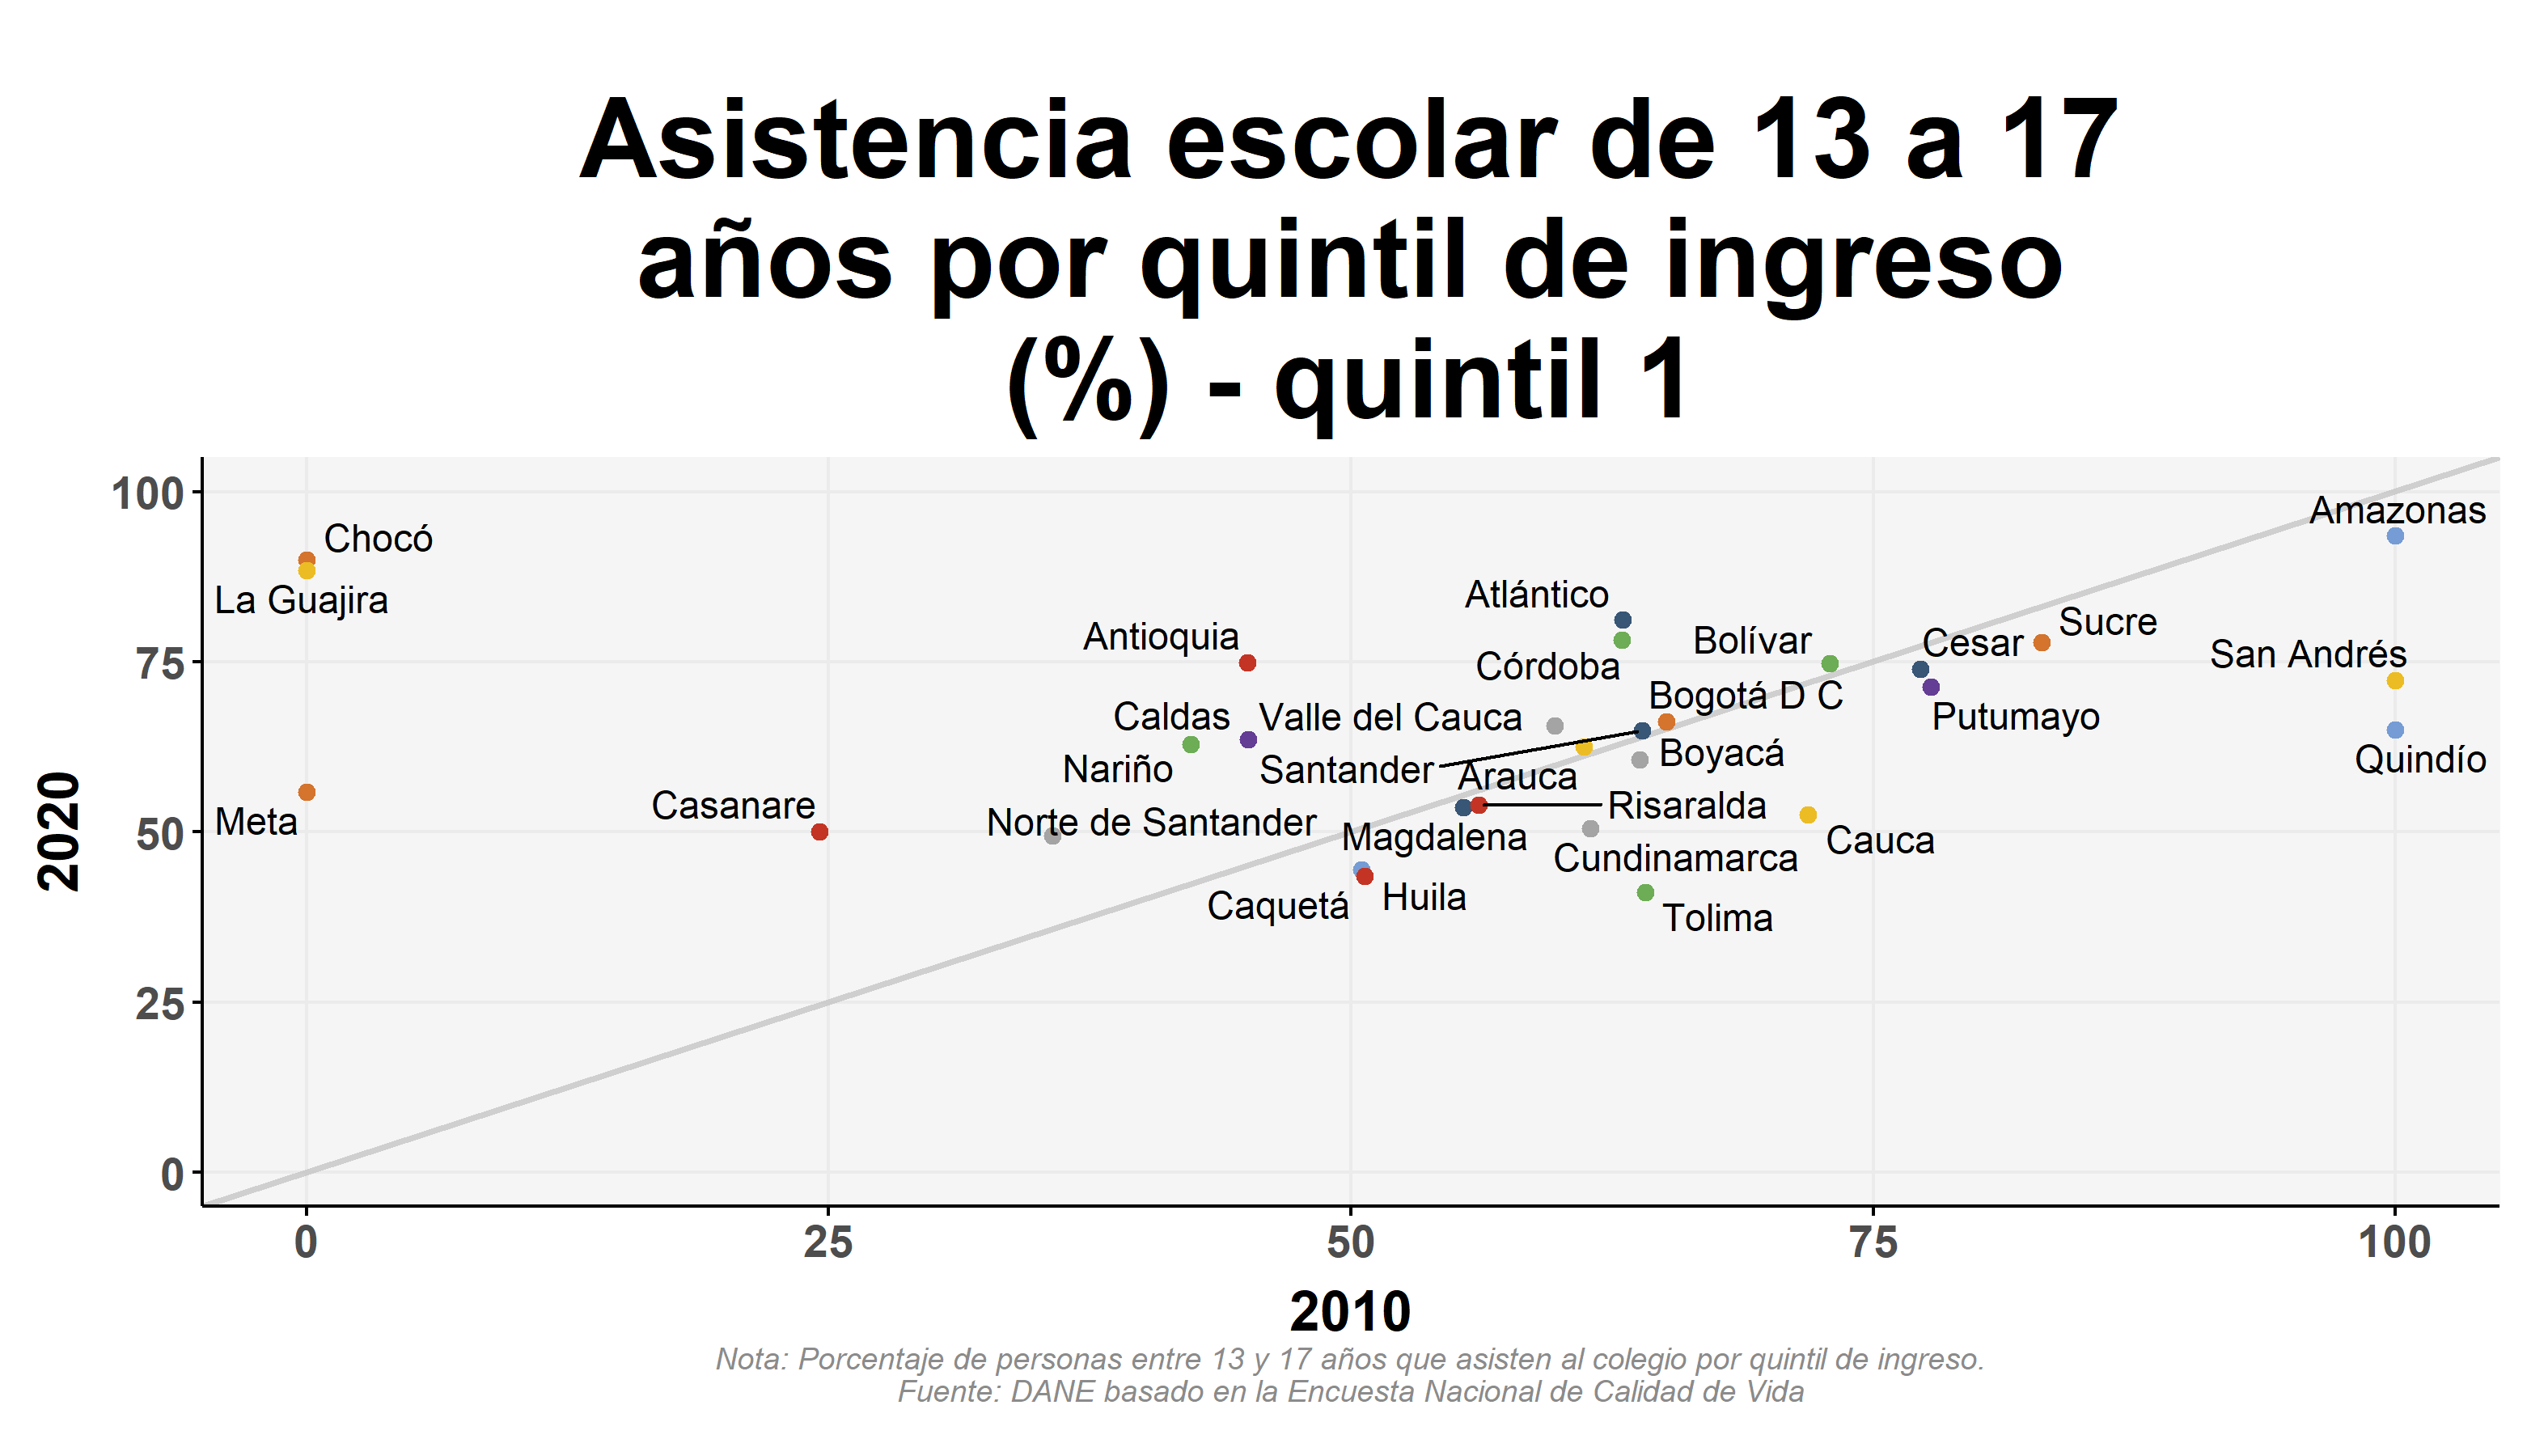 Asistencia escolar de 13 a 17
años por quintil de ingreso
(%) - quintil 1
100
75
50
25
0
2020
Chocó
La Guajira
Meta
Casanare
Antioquia
Caldas
Nariño
Norte de Santander
Valle del Cauca
Santander
Atlántico
Córdoba
Bolívar
Bogotá D C
Boyacá
Arauca
Risaralda
Magdalena
Cundinamarca
Cauca
Caquetá
Huila
Tolima
Cesar
Sucre
Putumayo
Amazonas
San Andrés
Quindío
0
25
50
75
100
2010
Nota: Porcentaje de personas entre 13 y 17 años que asisten al colegio por quintil de ingreso.
Fuente: DANE basado en la Encuesta Nacional de Calidad de Vida